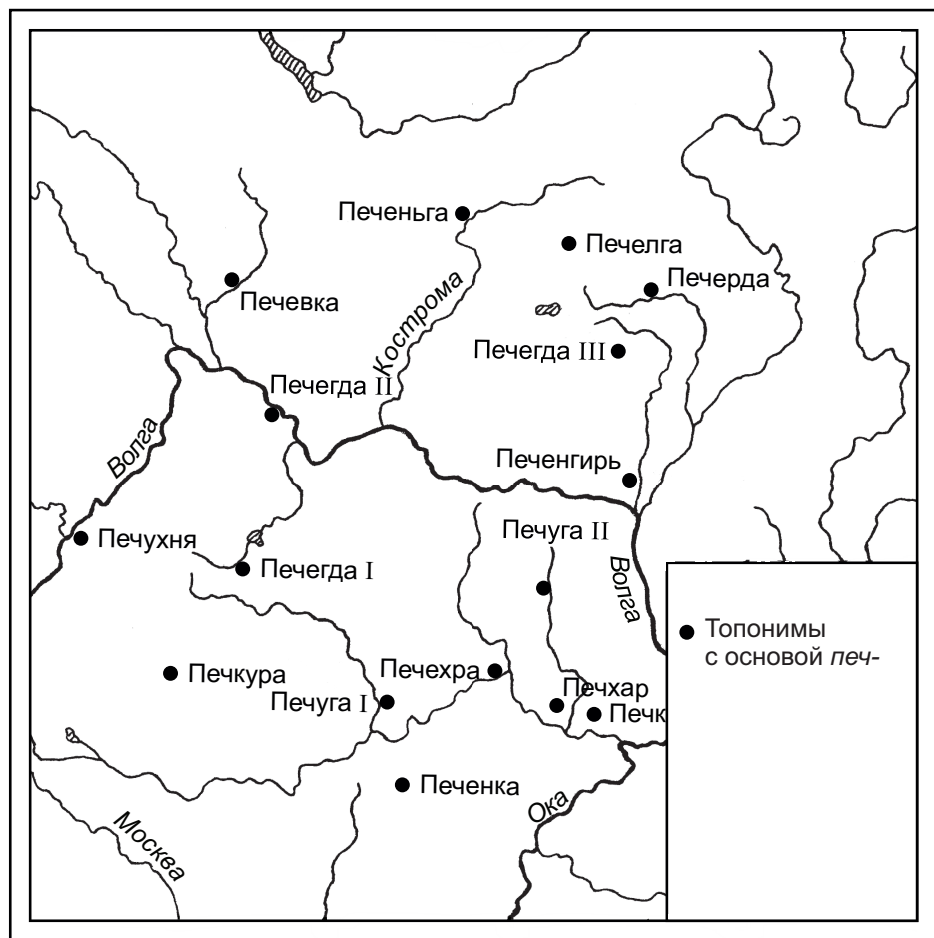 Печеньга
Печелга
Печерда
Печевка
Кострома
Печегда III
Печегда II
Волга
Печенгирь
Печуга II
Печухня
Печегда I
Волга
Топонимы
с основой печ-
Печкура
Печехра
Печуга I
Печхар
Печк
Печенка
Ока
Москва